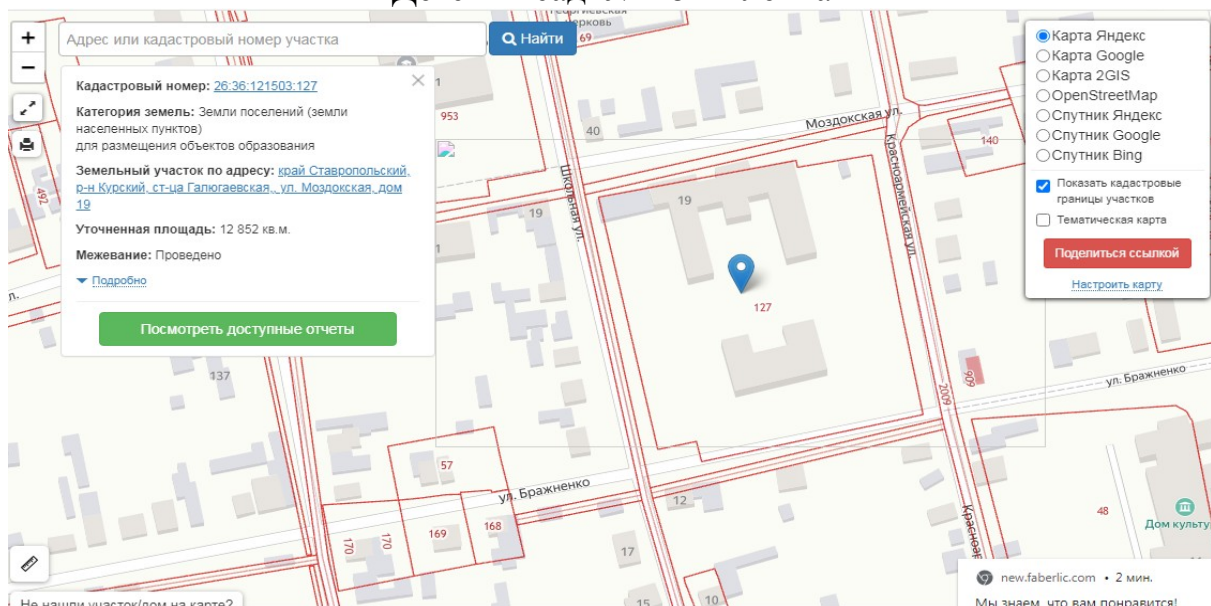 Адрес или кадастровый номер участка
Найти
Кадастровый номер: 26:36:121503:127
Категория земель: Земли поселений (земли
населенных пунктов)
для размещения объектов образования
Земельный участок по адресу: край Ставропольский,
р-н Курский, ст-ца Галюгаевская,, ул. Моздокская, дом
19
Уточненная площадь: 12 852 кв.м.
Межевание: Проведено
Подробно
Посмотреть доступные отчеты
Карта Яндекс
Карта Google
Карта 2GIS
OpenStreetMap
Спутник Яндекс
Спутник Google
Спутник Bing
Показать кадастровые
границы участков
Тематическая карта
Поделиться ссылкой
Настроить карту
69
953
40
Моздокская ул.
140
492
Школьная ул.
Красноармейская ул.
19
19
127
137
909
2009
ул. Бражненко
57
ул. Бражненко
12
168
169
170
170
17
48
Дом культу
15
10
new.faberlic.com • 2 мин.
Мы знаем, что вам понравится!
Не нашли участок/дом на карте?